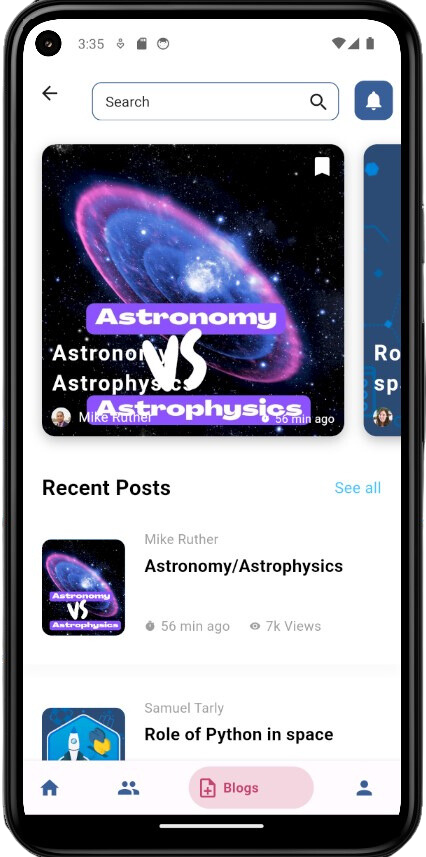 3:35
Search
Astronomy
VS
Astrophysics
Astronomy
Astrophysics
Mike Ruther
56 min ago
Ro
sp
Recent Posts
See all
Mike Ruther
Astronomy/Astrophysics
56 min ago
7k Views
Astronomy
VS
Astrophysics
Samuel Tarly
Role of Python in space
Blogs